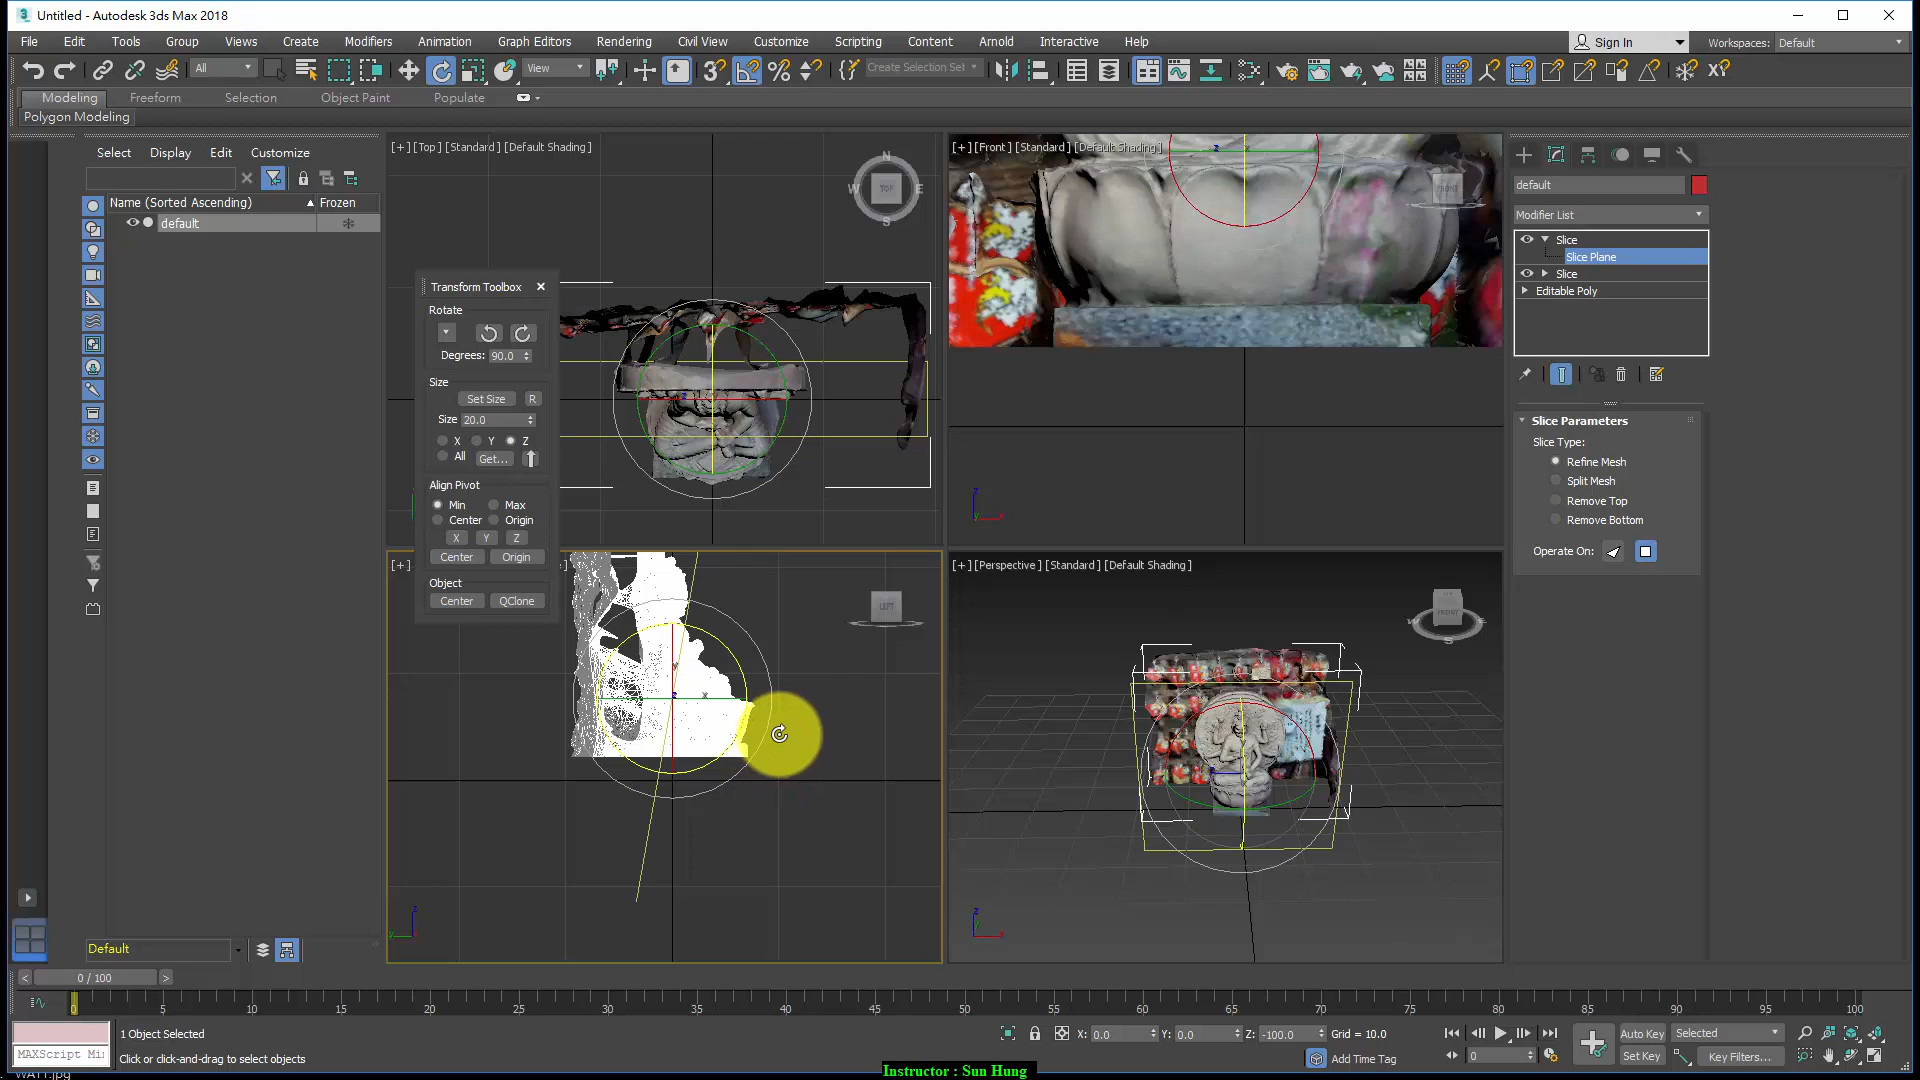 Untitled - Autodesk 3ds Max 2018
File Edit Tools Group Views Create Modifiers Animation Graph Editors Rendering Civil View Customize Scripting Content Arnold Interactive Help
Sign In Workspaces: Default
All View Create Selection Set
Modeling Freeform Selection Object Paint Populate
Polygon Modeling
Select Display Edit Customize
Name (Sorted Ascending) Frozen
default
[+] [Top] [Standard] [Default Shading]
N
W TOP E
S
Transform Toolbox
Rotate
Degrees: 90.0
Size
Set Size R
Size 20.0
X Y Z
All Get...
Align Pivot
Min Max
Center Origin
X Y Z
Center Origin
Object
Center QClone
[+] [Front] [Standard] [Default Shading]
FRONT
[+]
LEFT
[+] [Perspective] [Standard] [Default Shading]
FRONT
default
Modifier List
Slice
Slice Plane
Slice
Editable Poly
Slice Parameters
Slice Type:
Refine Mesh
Split Mesh
Remove Top
Remove Bottom
Operate On:
Default
0 / 100
0 5 10 15 20 25 30 35 40 45 50 55 60 65 70 75 80 85 90 95 100
1 Object Selected
X: 0.0 Y: 0.0 Z: -100.0 Grid = 10.0
Auto Key Selected
MAXScript Mi
Click or click-and-drag to select objects
Add Time Tag
0
Set Key Key Filters...
Instructor : Sun Hung